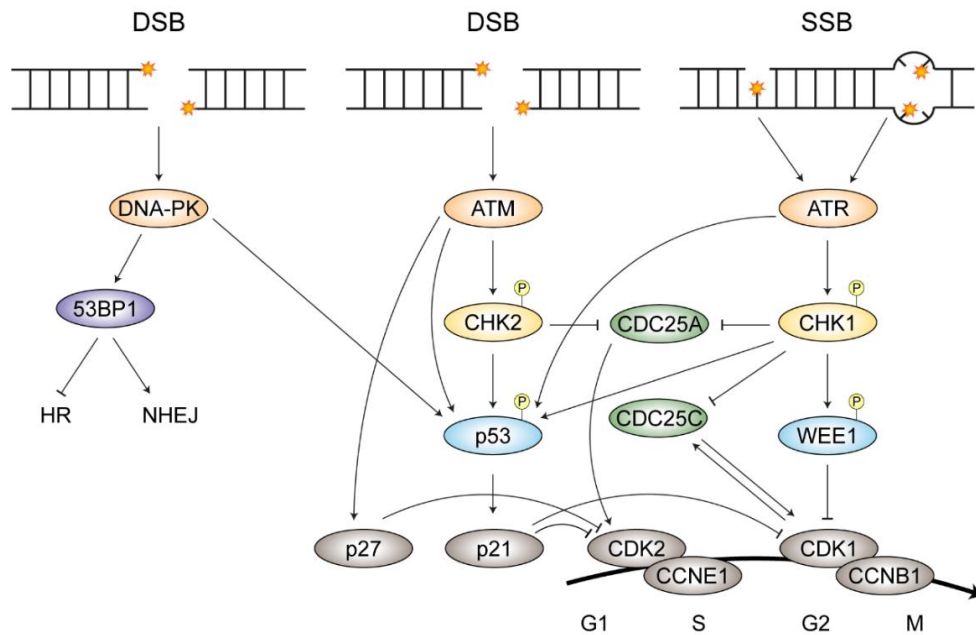 DSB DSB SSB
DNA-PK ATM ATR
P P
53BP1 CHK2 CDC25A CHK1
P P
HR NHEJ p53 CDC25C WEE1
p27 p21 CDK2 CDK1
CCNE1 CCNB1
G1 S G2 M